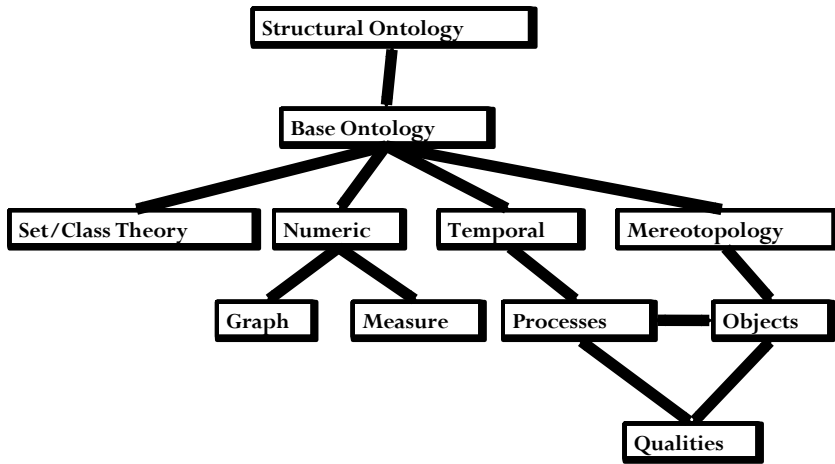 Structural Ontology
Base Ontology
Set/Class Theory
Numeric
Temporal
Mereotopology
Graph
Measure
Processes
Objects
Qualities